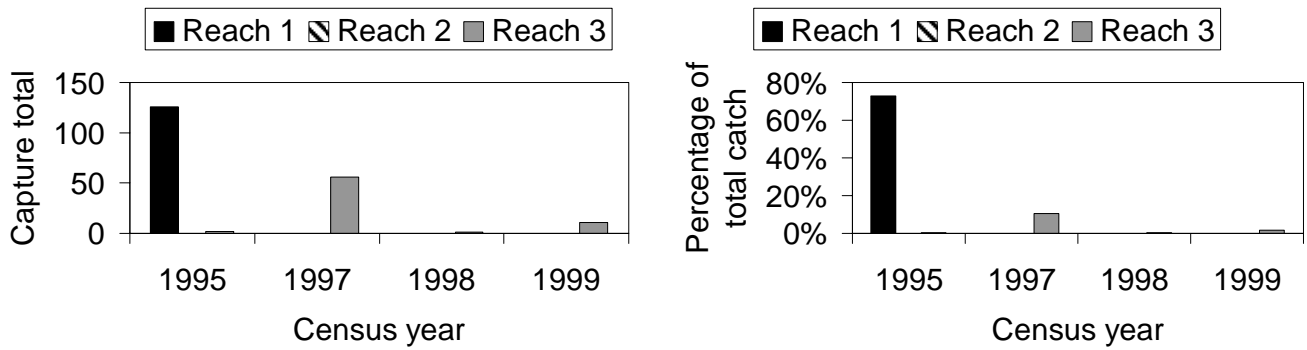 Reach 1 Reach 2 Reach 3
150
100
50
0
Capture total
1995 1997 1998 1999
Census year
Reach 1 Reach 2 Reach 3
80%
60%
40%
20%
0%
Percentage of
total catch
1995 1997 1998 1999
Census year